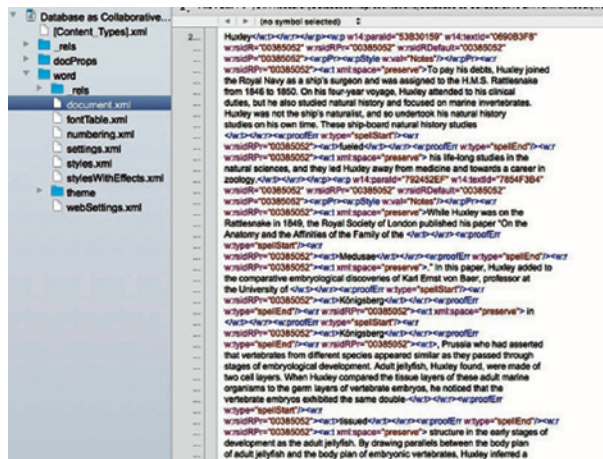 Database as Collaborative...
[Content_Types].xml
_rels
docProps
word
_rels
document.xml
fontTable.xml
numbering.xml
settings.xml
styles.xml
stylesWithEffects.xml
theme
webSettings.xml
(no symbol selected)
2...
Huxley</w:t></w:r></w:p><w:p w14:paraId="53B30159" w14:textId="0690B3F8"
w:rsidR="00385052" w:rsidRPr="00385052" w:rsidRDefault="00385052"
w:rsidP="00385052"><w:pPr><w:pStyle w:val="Notes"/></w:pPr><w:r
w:rsidRPr="00385052"><w:t xml:space="preserve">To pay his debts, Huxley joined
the Royal Navy as a ship's surgeon and was assigned to the H.M.S. Rattlesnake
from 1846 to 1850. On his four-year voyage, Huxley attended to his clinical
duties, but he also studied natural history and focused on marine invertebrates.
Huxley was not the ship's naturalist, and so undertook his natural history
studies on his own time. These ship-board natural history studies
</w:t></w:r><w:proofErr w:type="spellStart"/><w:r
w:rsidRPr="00385052"><w:t>fueled</w:t></w:r><w:proofErr w:type="spellEnd"/><w:r
w:rsidRPr="00385052"><w:t xml:space="preserve"> his life-long studies in the
natural sciences, and they led Huxley away from medicine and towards a career in
zoology.</w:t></w:r></w:p><w:p w14:paraId="792452EF" w14:textId="7854F3B4"
w:rsidR="00385052" w:rsidRPr="00385052" w:rsidRDefault="00385052"
w:rsidP="00385052"><w:pPr><w:pStyle w:val="Notes"/></w:pPr><w:r
w:rsidRPr="00385052"><w:t xml:space="preserve">While Huxley was on the
Rattlesnake in 1849, the Royal Society of London published his paper "On the
Anatomy and the Affinities of the Family of the </w:t></w:r><w:proofErr
w:type="spellStart"/><w:r
w:rsidRPr="00385052"><w:t>Medusae</w:t></w:r><w:proofErr w:type="spellEnd"/><w:r
w:rsidRPr="00385052"><w:t xml:space="preserve">." In this paper, Huxley added to
the comparative embryological discoveries of Karl Ernst von Baer, professor at
the University of </w:t></w:r><w:proofErr w:type="spellStart"/><w:r
w:rsidRPr="00385052"><w:t>Königsberg</w:t></w:r><w:proofErr
w:type="spellEnd"/><w:r w:rsidRPr="00385052"><w:t xml:space="preserve"> in
</w:t></w:r><w:proofErr w:type="spellStart"/><w:r
w:rsidRPr="00385052"><w:t>Königsberg</w:t></w:r><w:proofErr
w:type="spellEnd"/><w:r w:rsidRPr="00385052"><w:t>, Prussia who had asserted
that vertebrates from different species appeared similar as they passed through
stages of embryological development. Adult jellyfish, Huxley found, were made of
two cell layers. When Huxley compared the tissue layers of these adult marine
organisms to the germ layers of vertebrate embryos, he noticed that the
vertebrate embryos exhibited the same double-</w:t></w:r><w:proofErr
w:type="spellStart"/><w:r
w:rsidRPr="00385052"><w:t>tissued</w:t></w:r><w:proofErr w:type="spellEnd"/><w:r
w:rsidRPr="00385052"><w:t xml:space="preserve"> structure in the early stages of
development as the adult jellyfish. By drawing parallels between the body plan
of adult jellyfish and the body plan of embryonic vertebrates, Huxley inferred a